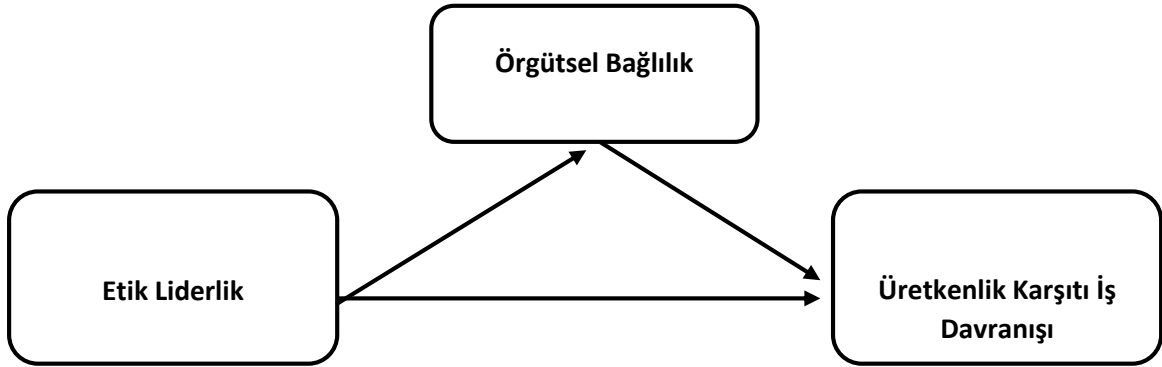 Örgütsel Bağlılık
Etik Liderlik
Üretkenlik Karşıtı İş
Davranışı